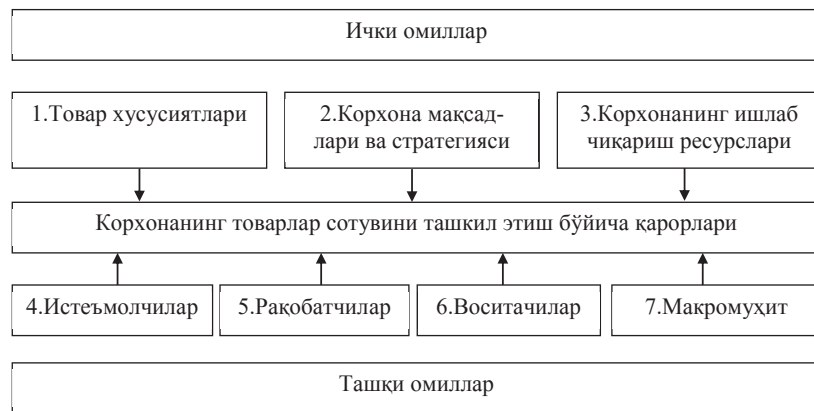 Ички омиллар
1.Товар хусусиятлари
2.Корхона мақсад-
лари ва стратегияси
3.Корхонанинг ишлаб
чиқариш ресурслари
Корхонанинг товарлар сотувини ташкил этиш бўйича қарорлари
4.Истеъмолчилар
5.Рақобатчилар
6.Воситачилар
7.Макромуҳит
Ташқи омиллар